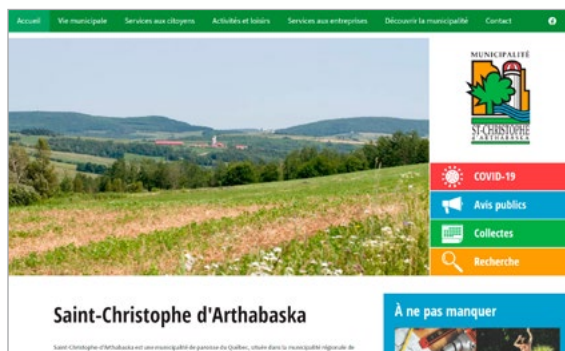 Accueil Vie municipale Services aux citoyens Activités et loisirs Services aux entreprises Découvrir la municipalité Contact
MUNICIPALITÉ
ST-CHRISTOPHE
d'ARTHABASKA
COVID-19
Avis publics
Collectes
Recherche
Saint-Christophe d'Arthabaska
À ne pas manquer
Saint-Christophe-d'Arthabaska est une municipalité de paroisse du Québec, située dans la municipalité régionale de